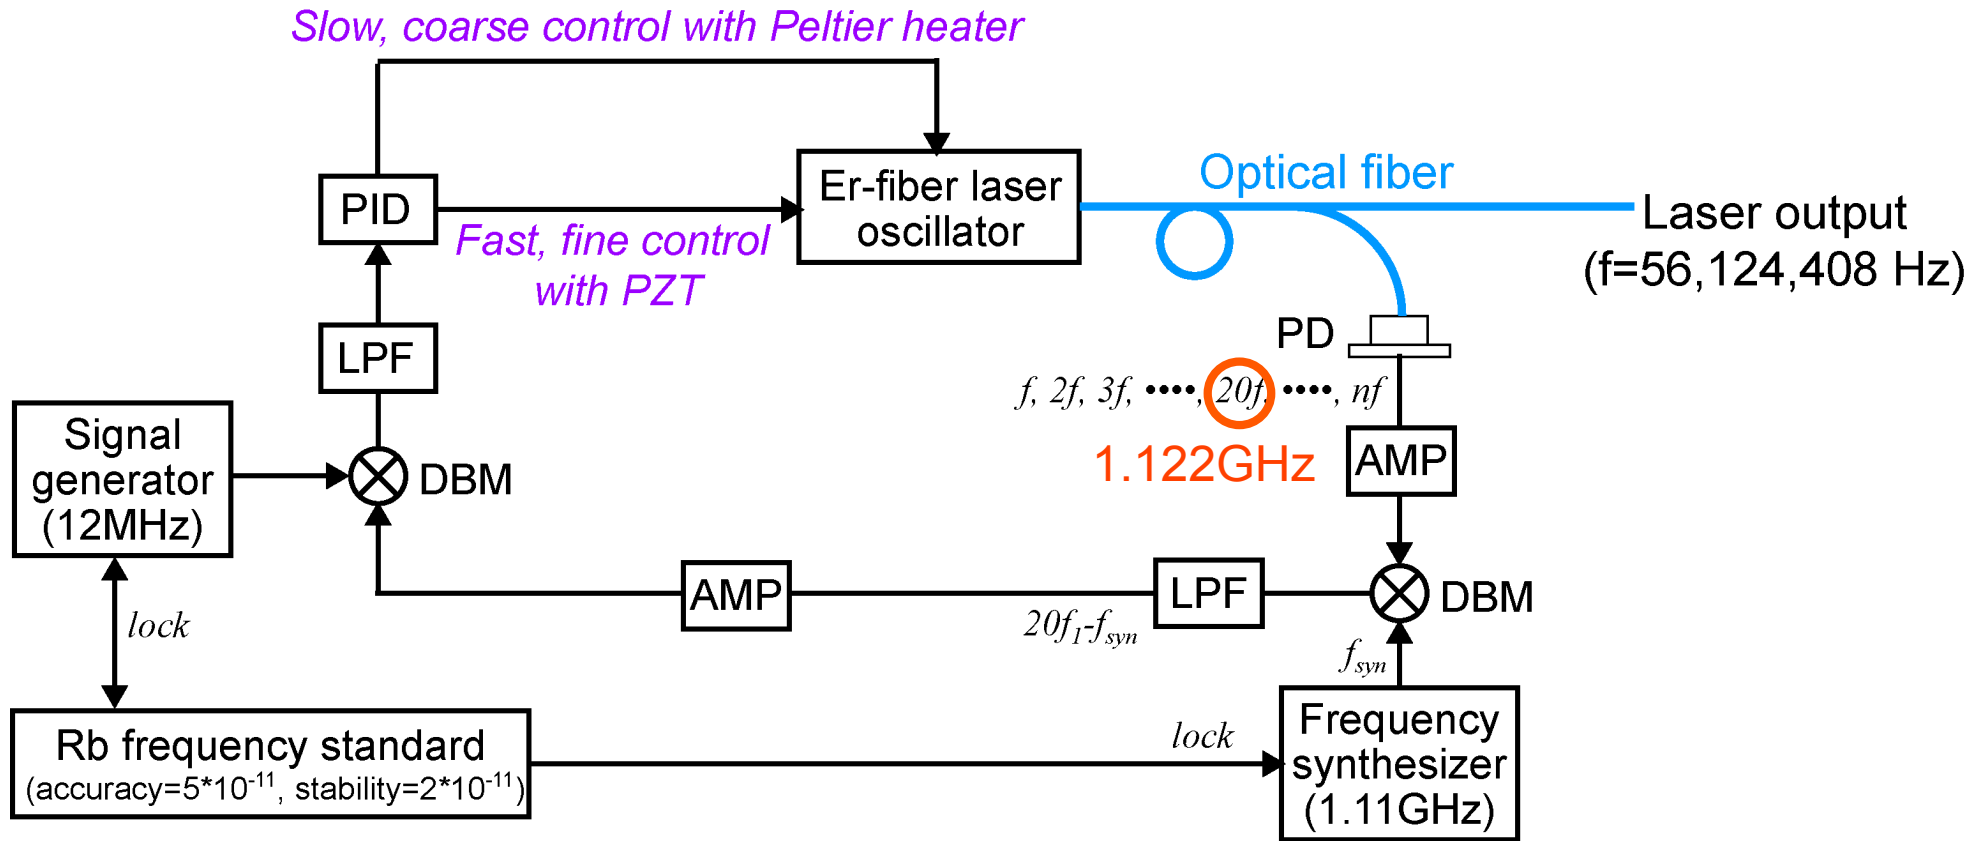 Slow, coarse control with Peltier heater
PID
Er-fiber laser
oscillator
Optical fiber
Laser output
(f=56,124,408 Hz)
Fast, fine control
with PZT
LPF
PD
f, 2f, 3f, ••••, 20f, ••••, nf
1.122GHz
AMP
Signal
generator
(12MHz)
DBM
AMP
LPF
DBM
20f₁-fsyn
fsyn
lock
Rb frequency standard
(accuracy=5*10⁻¹¹, stability=2*10⁻¹¹)
lock
Frequency
synthesizer
(1.11GHz)